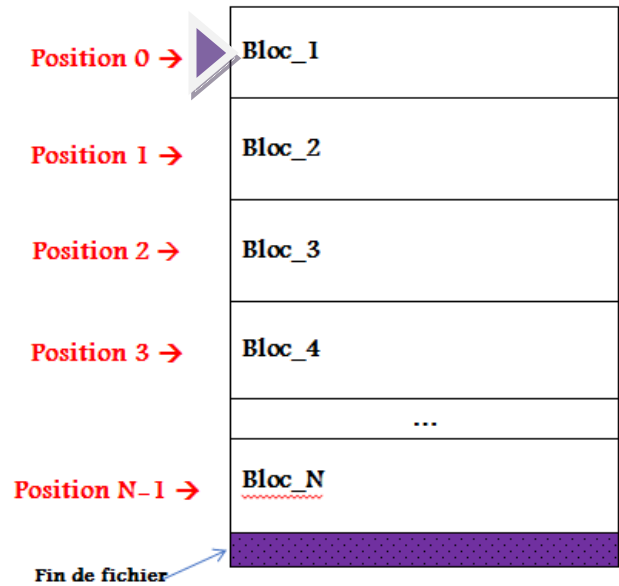 Position 0 → Bloc_1
Position 1 → Bloc_2
Position 2 → Bloc_3
Position 3 → Bloc_4
...
Position N-1 → Bloc_N
Fin de fichier